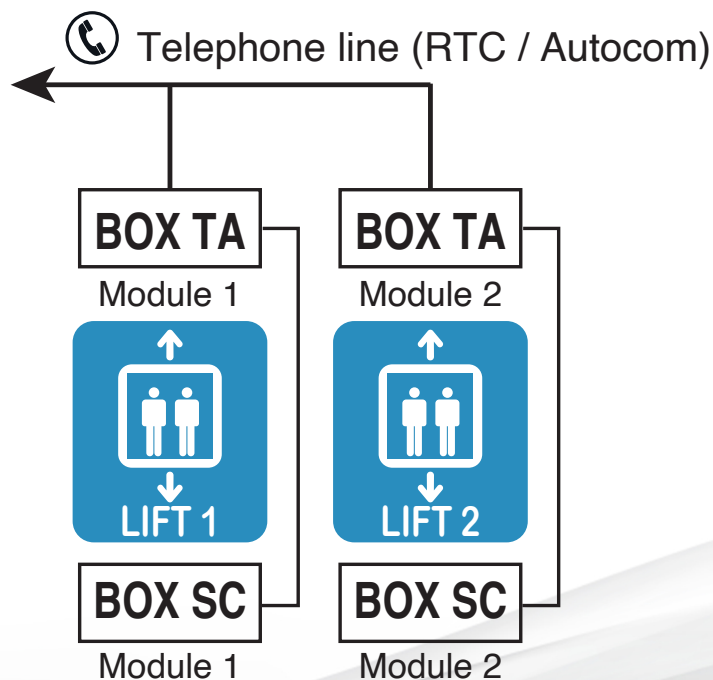 Telephone line (RTC / Autocom)
BOX TA
BOX TA
Module 1
Module 2
LIFT 1
LIFT 2
BOX SC
BOX SC
Module 1
Module 2